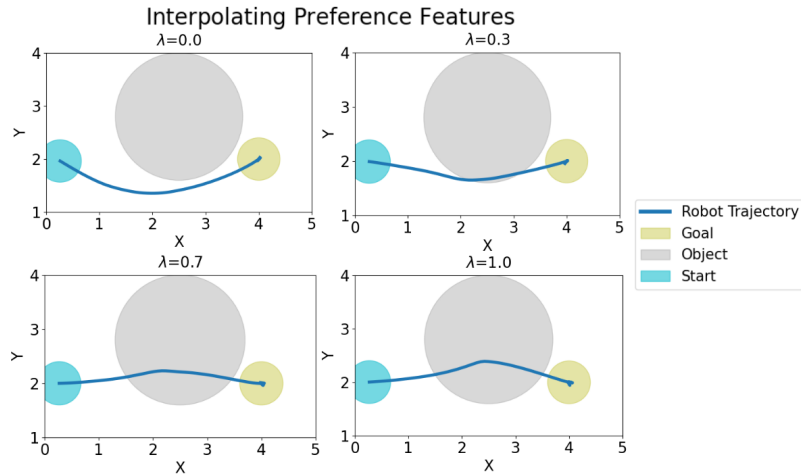 Interpolating Preference Features
λ=0.0
4
3
2
1
Y
0 1 2 3 4 5
X
λ=0.3
4
3
2
1
Y
0 1 2 3 4 5
X
λ=0.7
4
3
2
1
Y
0 1 2 3 4 5
X
λ=1.0
4
3
2
1
Y
0 1 2 3 4 5
X
Robot Trajectory
Goal
Object
Start